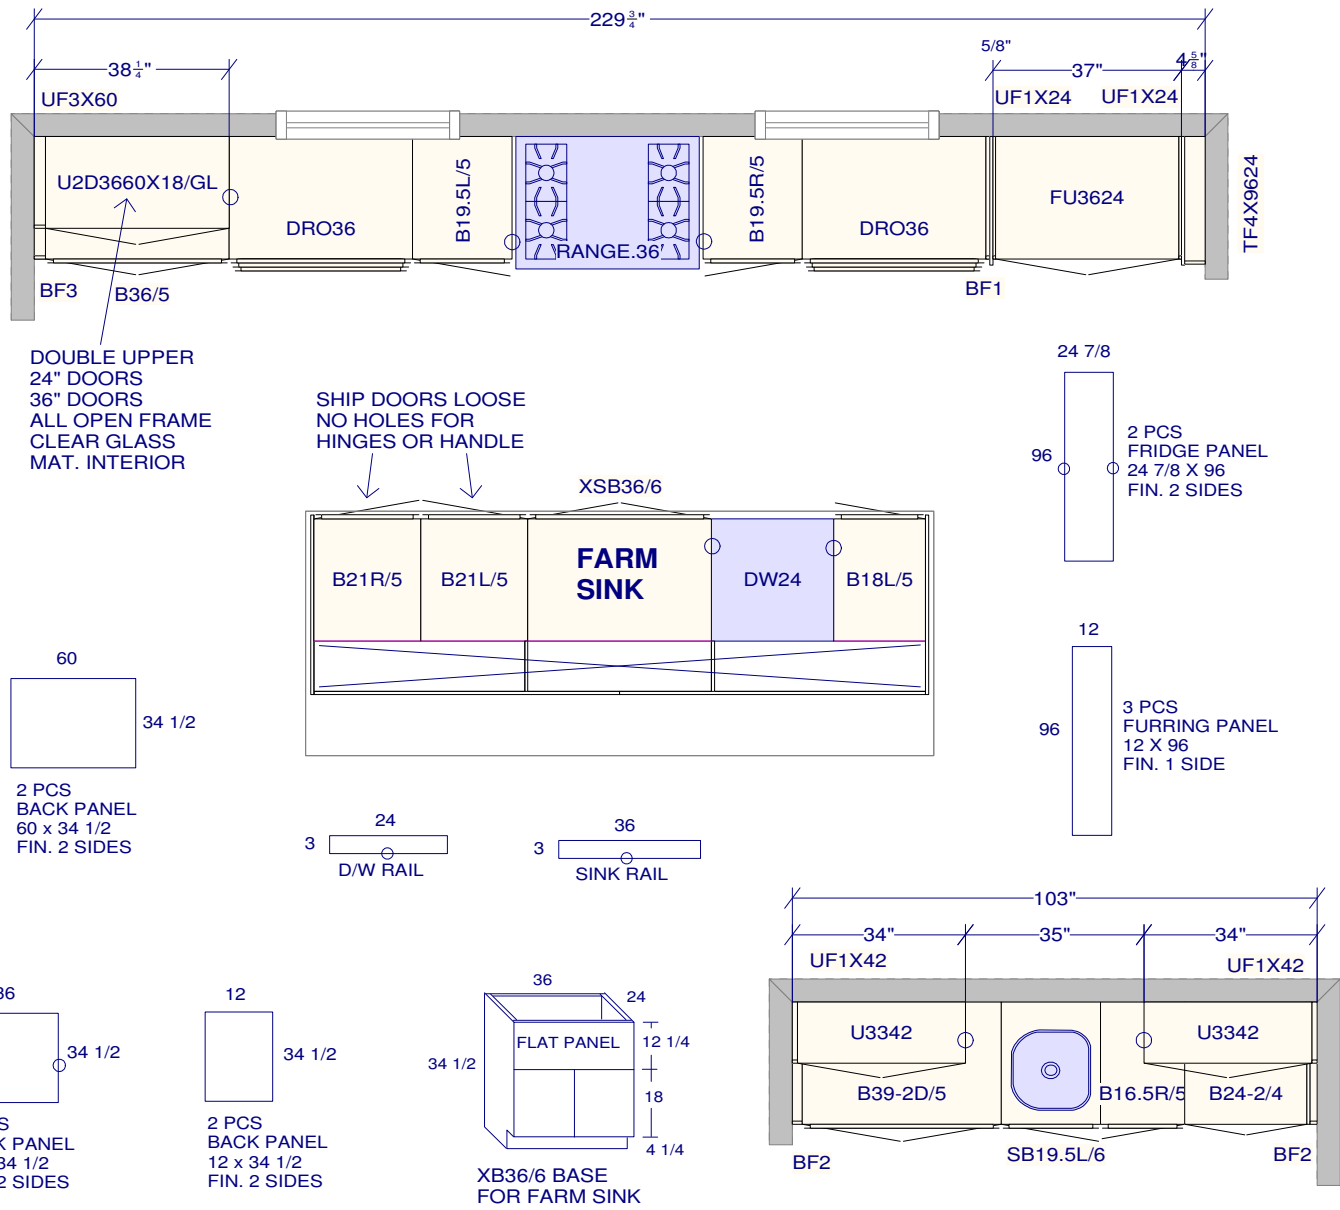 229 3/4"
38 1/4"
5/8"
37"
4 5/8"
UF3X60
UF1X24
UF1X24
U2D3660X18/GL
DRO36
B19.5L/5
RANGE.36"
B19.5R/5
DRO36
FU3624
TF4X9624
BF3
B36/5
BF1
DOUBLE UPPER
24" DOORS
36" DOORS
ALL OPEN FRAME
CLEAR GLASS
MAT. INTERIOR
SHIP DOORS LOOSE
NO HOLES FOR
HINGES OR HANDLE
XSB36/6
B21R/5
B21L/5
FARM
SINK
DW24
B18L/5
24 7/8
96
2 PCS
FRIDGE PANEL
24 7/8 X 96
FIN. 2 SIDES
12
96
3 PCS
FURRING PANEL
12 X 96
FIN. 1 SIDE
60
34 1/2
2 PCS
BACK PANEL
60 x 34 1/2
FIN. 2 SIDES
24
3
D/W RAIL
36
3
SINK RAIL
34 1/2
34 1/2
2 SIDES
12
34 1/2
2 PCS
BACK PANEL
12 x 34 1/2
FIN. 2 SIDES
36
24
FLAT PANEL
12 1/4
34 1/2
18
4 1/4
XB36/6 BASE
FOR FARM SINK
103"
34"
35"
34"
UF1X42
UF1X42
U3342
U3342
B39-2D/5
B16.5R/5
B24-2/4
BF2
SB19.5L/6
BF2